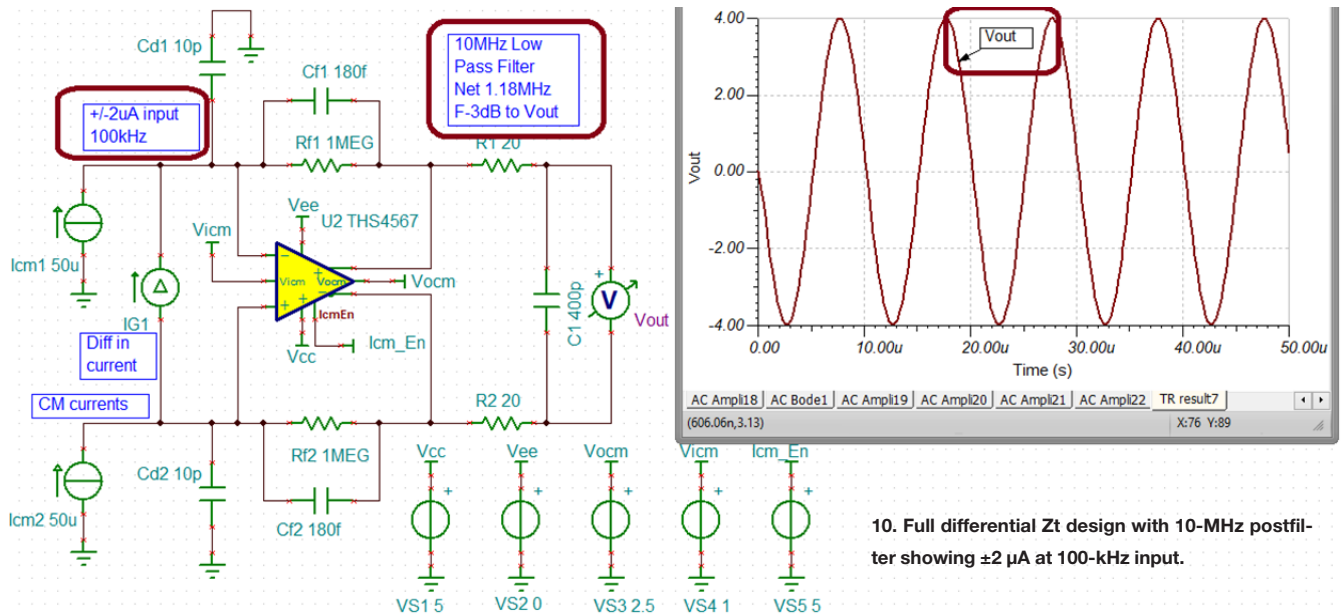 Cd1 10p
+/-2uA input
100kHz
Cf1 180f
Rf1 1MEG
10MHz Low
Pass Filter
Net 1.18MHz
F-3dB to Vout
R1 20
Icm1 50u
Vicm
Vee
U2 THS4567
−
+
Vicm
Vocm
+
+
−
IcmEn
Vocm
Vcc
Icm_En
IG1
Diff in
current
CM currents
C1 400p
+
V
Vout
Icm2 50u
Cd2 10p
Rf2 1MEG
Cf2 180f
R2 20
Vcc
Vee
Vocm
Vicm
Icm_En
+
+
+
+
+
VS1 5
VS2 0
VS3 2.5
VS4 1
VS5 5
Vout
Vout
4.00
2.00
0.00
-2.00
-4.00
0.00
10.00u
20.00u
30.00u
40.00u
50.00u
Time (s)
AC Ampli18
AC Bode1
AC Ampli19
AC Ampli20
AC Ampli21
AC Ampli22
TR result7
(606.06n,3.13)
X:76 Y:89
10. Full differential Zt design with 10-MHz postfil-
ter showing ±2 µA at 100-kHz input.